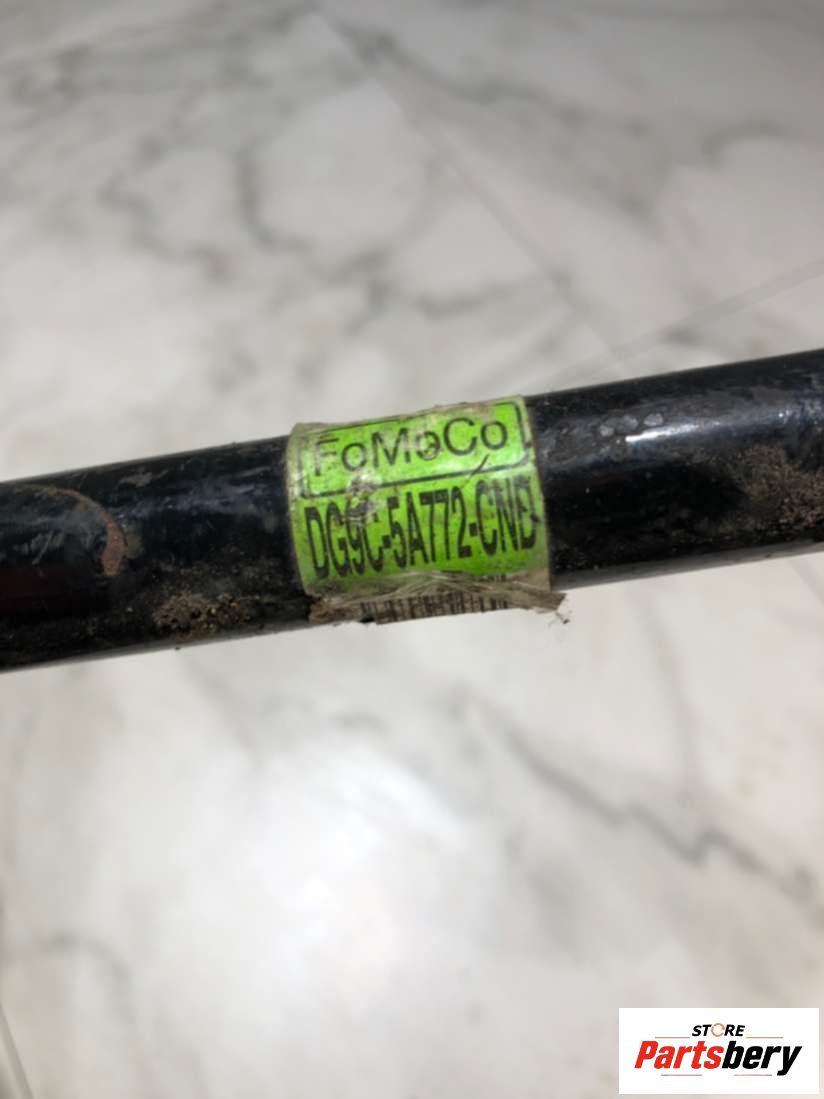 FoMoCo
DG9C-5A772-CND
STORE
Partsbery